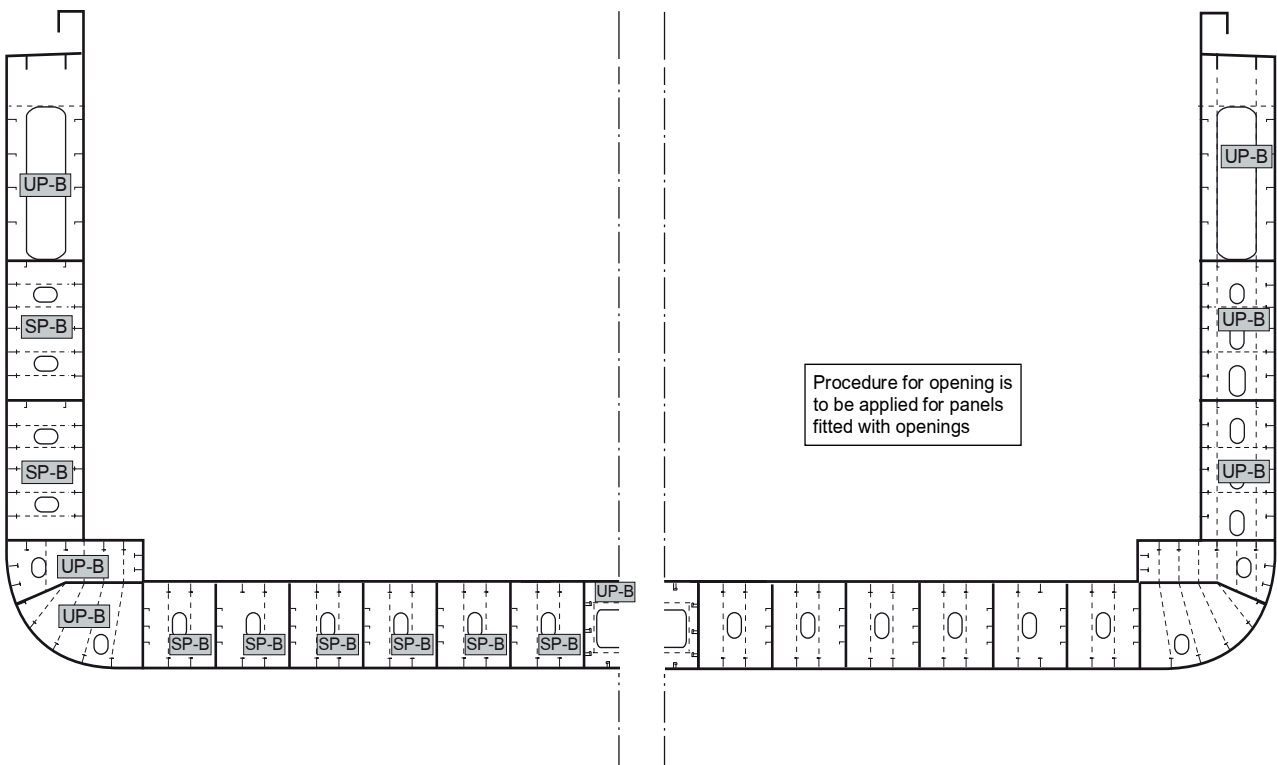 UP-B
UP-B
SP-B
UP-B
Procedure for opening is
to be applied for panels
fitted with openings
SP-B
UP-B
UP-B
UP-B
UP-B
SP-B
SP-B
SP-B
SP-B
SP-B
SP-B